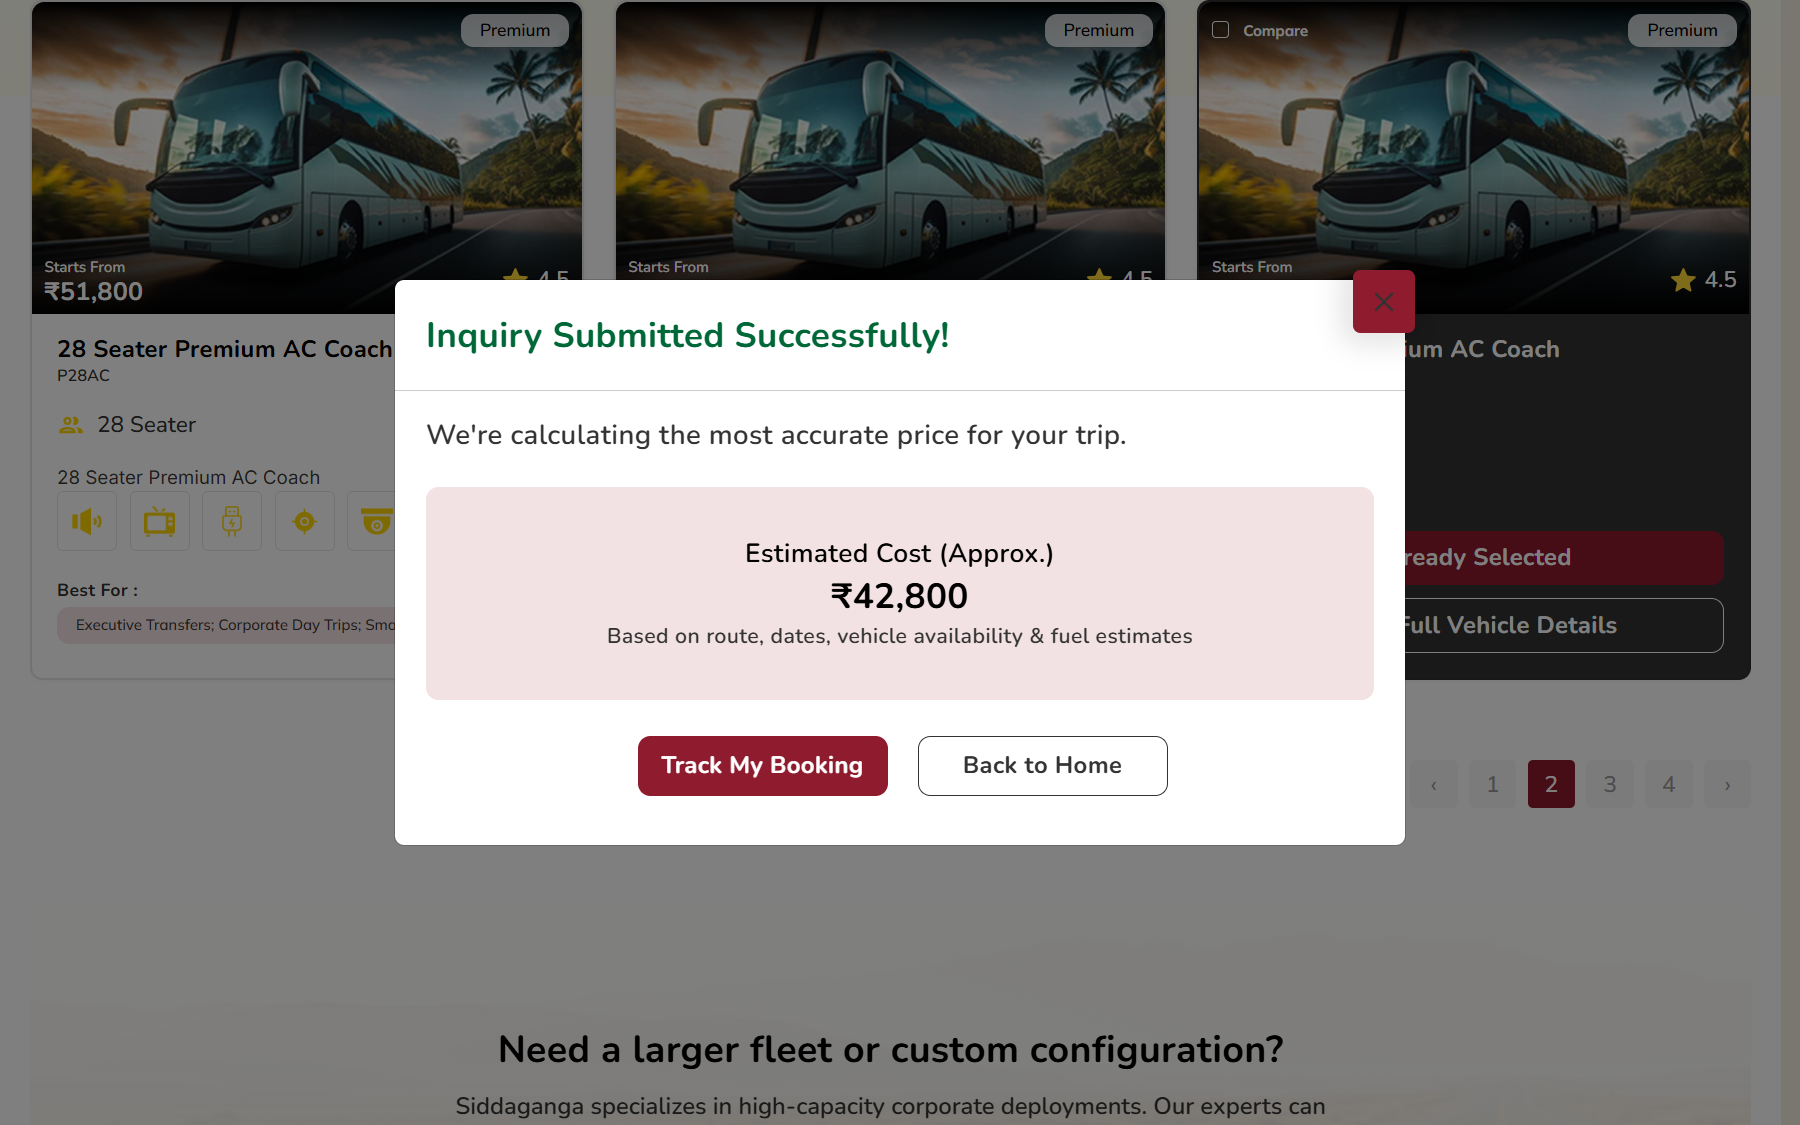 Premium
Premium
Compare
Premium
Starts From
₹51,800
4.5
Starts From
4.5
Starts From
4.5
28 Seater Premium AC Coach
P28AC
28 Seater
28 Seater Premium AC Coach
Best For :
Executive Transfers; Corporate Day Trips;
Inquiry Submitted Successfully!
We're calculating the most accurate price for your trip.
Estimated Cost (Approx.)
₹42,800
Based on route, dates, vehicle availability & fuel estimates
Track My Booking
Back to Home
AC Coach
Selected
Full Vehicle Details
‹ 1 2 3 4 ›
Need a larger fleet or custom configuration?
Siddaganga specializes in high-capacity corporate deployments. Our experts can